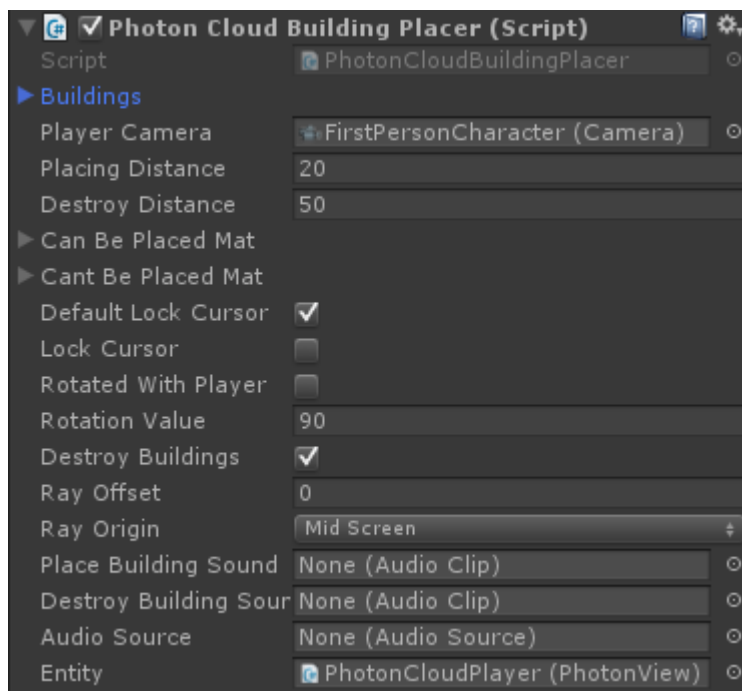 Photon Cloud Building Placer (Script)
Script PhotonCloudBuildingPlacer
Buildings
Player Camera FirstPersonCharacter (Camera)
Placing Distance 20
Destroy Distance 50
Can Be Placed Mat
Cant Be Placed Mat
Default Lock Cursor
Lock Cursor
Rotated With Player
Rotation Value 90
Destroy Buildings
Ray Offset 0
Ray Origin Mid Screen
Place Building Sound None (Audio Clip)
Destroy Building Sour None (Audio Clip)
Audio Source None (Audio Source)
Entity PhotonCloudPlayer (PhotonView)